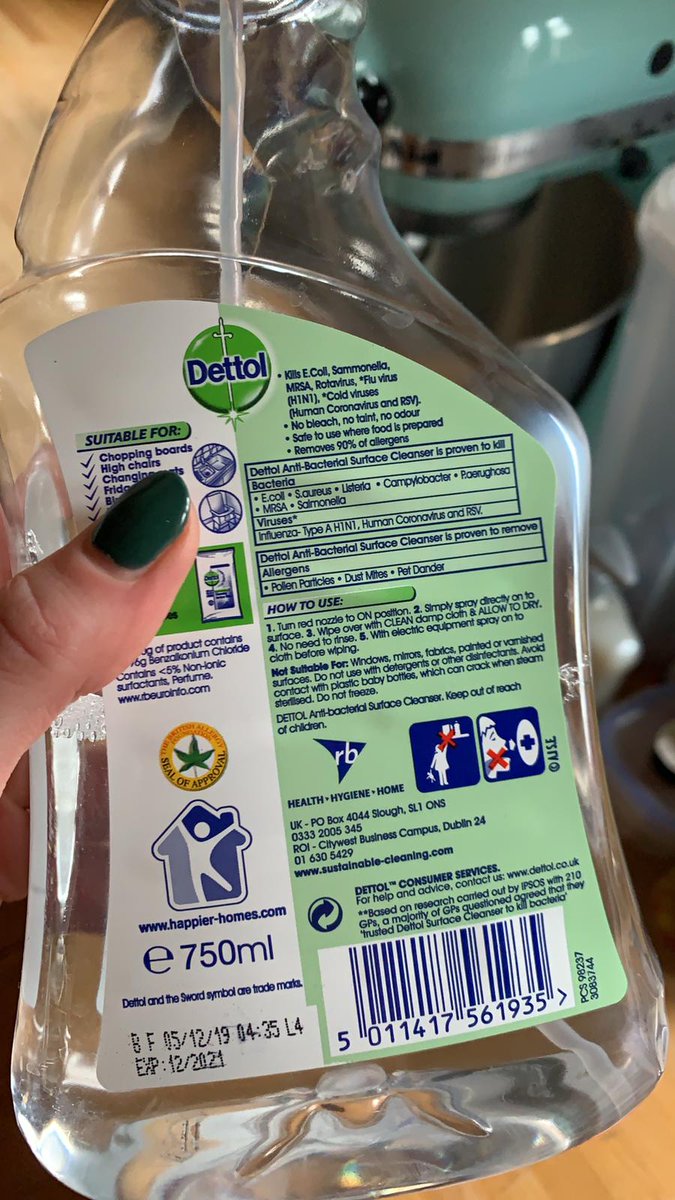 Dettol
• Kills E.Coli, Sammonella,
MRSA, Rotavirus, *Flu virus
(H1N1), *Cold viruses
(Human Coronavirus and RSV).
• No bleach, no taint, no odour
• Safe to use where food is prepared
• Removes 90% of allergens
SUITABLE FOR:
Chopping boards
High chairs
Dettol Anti-Bacterial Surface Cleanser is proven to kill
Bacteria
• E.coli • S.aureus • Listeria • Campylobacter • P.aerughosa
• MRSA • Salmonella
Viruses*
Influenza- Type A H1N1, Human Coronavirus and RSV.
Dettol Anti-Bacterial Surface Cleanser is proven to remove
Allergens
• Pollen Particles • Dust Mites • Pet Dander
HOW TO USE:
1. Turn red nozzle to ON position. 2. Simply spray directly on to
surface. 3. Wipe over with CLEAN damp cloth & ALLOW TO DRY.
4. No need to rinse. 5. With electric equipment spray on to
cloth before wiping.
Not Suitable For: Windows, mirrors, fabrics, painted or varnished
surfaces. Do not use with detergents or other disinfectants. Avoid
contact with plastic baby bottles, which can crack when steam
sterilised. Do not freeze.
DETTOL Anti-bacterial Surface Cleanser. Keep out of reach
of children.
of product contains
Benzalkonium Chloride
Contains <5% Non-ionic
surfactants, Perfume.
www.rbeuroinfo.com
THE BRITISH ALLERGY
SEAL OF APPROVAL
rb
HEALTH • HYGIENE • HOME
© A.I.S.E.
UK - PO Box 4044 Slough, SL1 0NS
0333 2005 345
ROI - Citywest Business Campus, Dublin 24
01 630 5429
www.sustainable-cleaning.com
DETTOL™ CONSUMER SERVICES.
For help and advice, contact us: www.dettol.co.uk
**Based on research carried out by IPSOS with 210
GPs, a majority of GPs questioned agreed that they
'trusted Dettol Surface Cleanser to kill bacteria'
www.happier-homes.com
e 750ml
Dettol and the Sword symbol are trade marks.
B F 05/12/19 04:35 L4
EXP:12/2021
5 011417 561935 >
PCS 98237
3083744